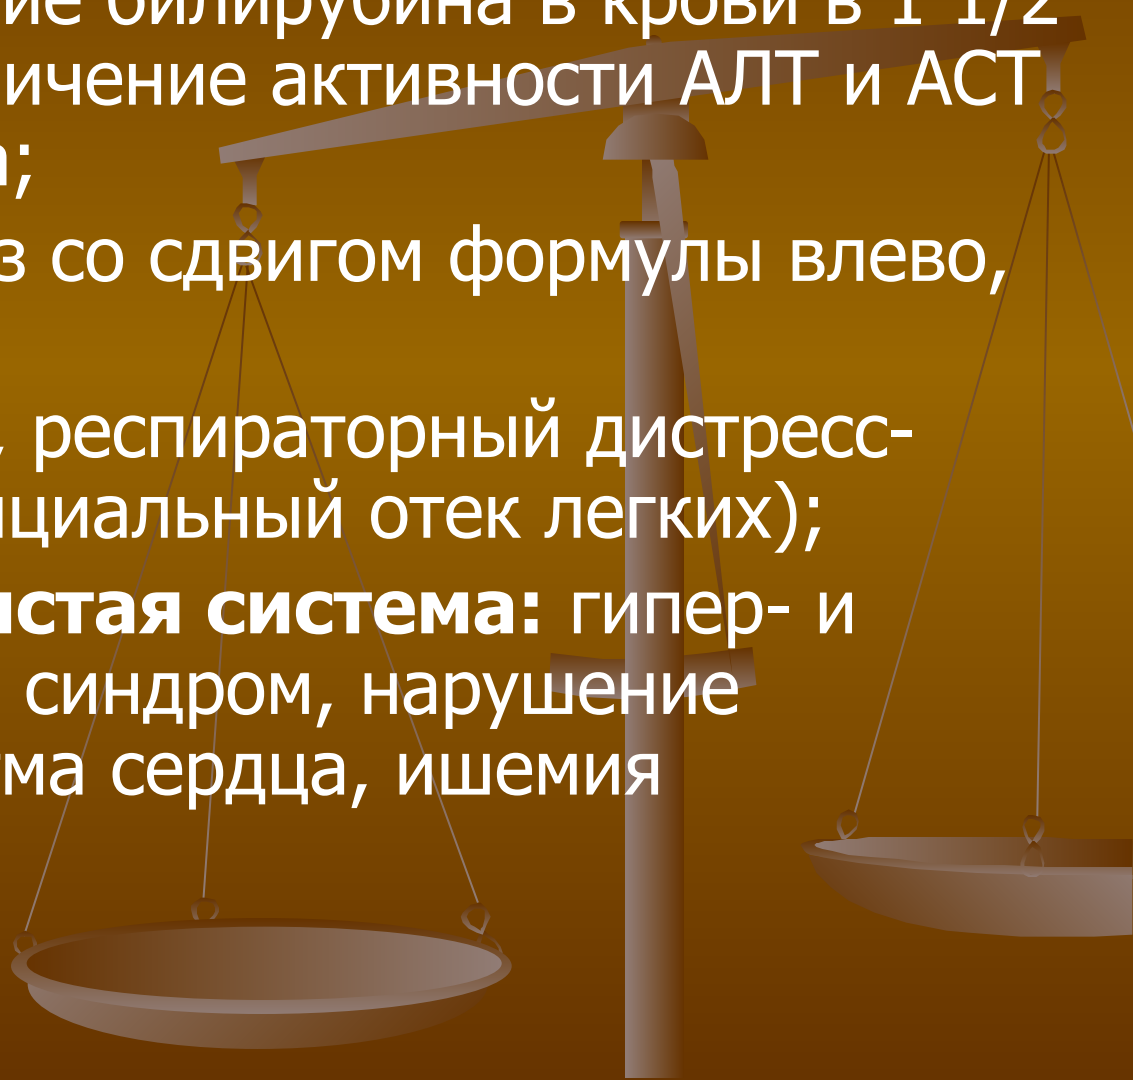 ие билирубина в крови в 1 1/2
ичение активности АЛТ и АСТ
а;
з со сдвигом формулы влево,
, респираторный дистресс-
циальный отек легких);
истая система: гипер- и
синдром, нарушение
тма сердца, ишемия